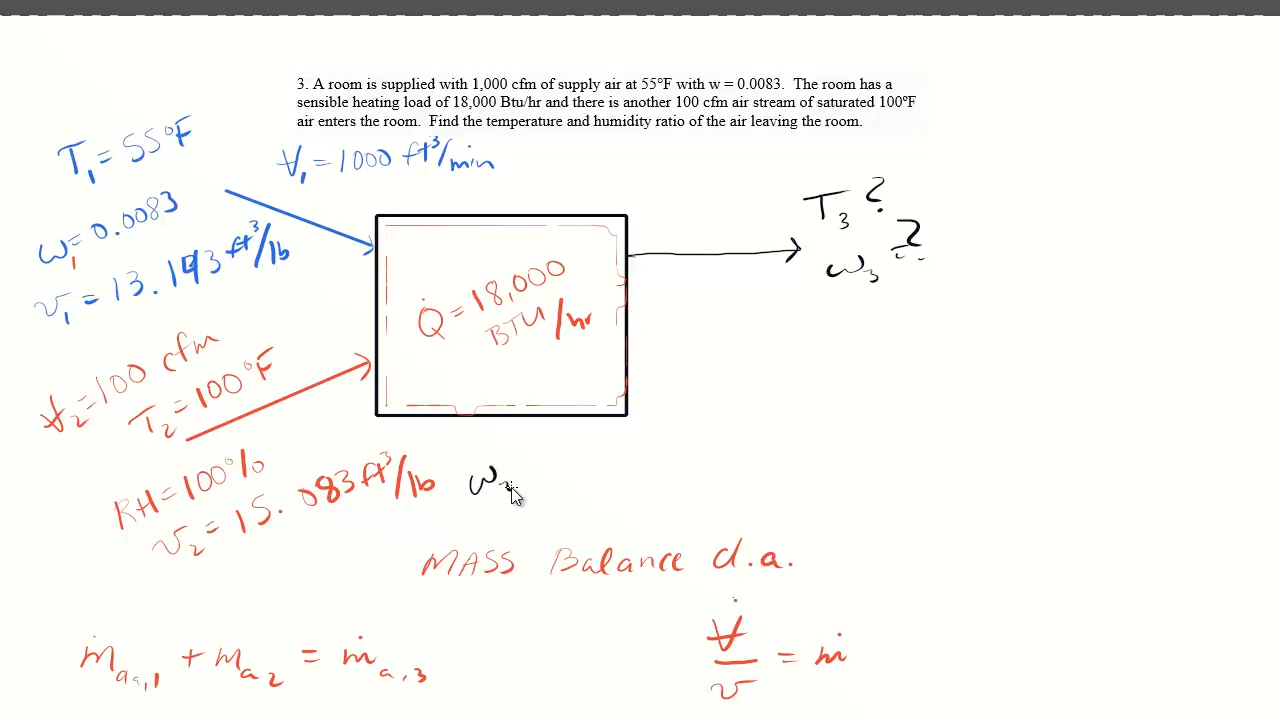 3. A room is supplied with 1,000 cfm of supply air at 55°F with w = 0.0083. The room has a
sensible heating load of 18,000 Btu/hr and there is another 100 cfm air stream of saturated 100°F
air enters the room. Find the temperature and humidity ratio of the air leaving the room.
T₁ = 55°F
V₁ = 1000 ft³/min
ω₁ = 0.0083
v₁ = 13.193 ft³/lb
T₃ ?
ω₃ ?
Q̇ = 18,000
BTU/hr
V₂ = 100 cfm
T₂ = 100°F
RH = 100%
v₂ = 15.083 ft³/lb
ω₂
MASS Balance d.a.
ṁ_a,1 + m_a2 = ṁ_a,3
V̇/v = ṁ